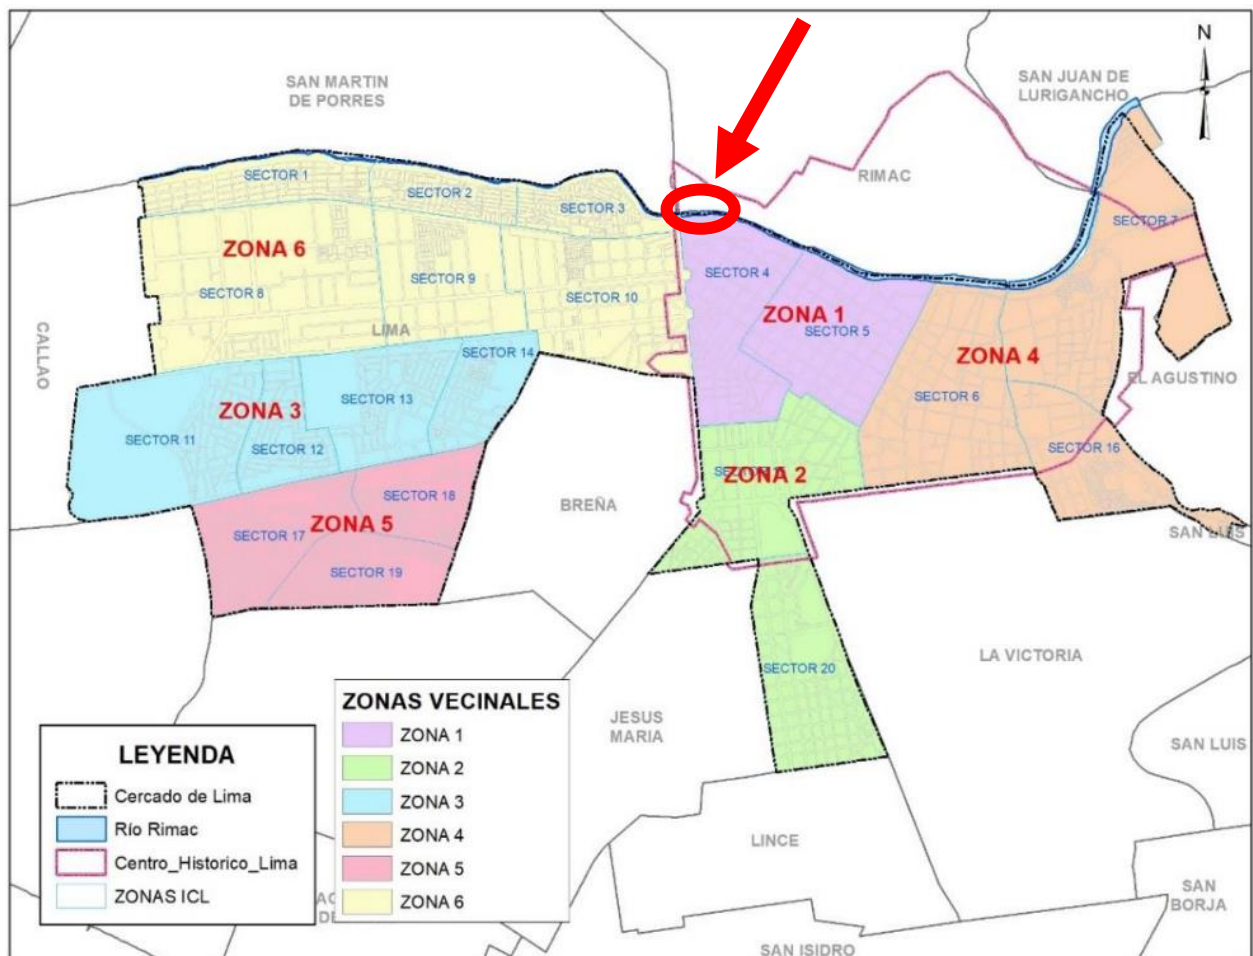 N
SAN MARTIN
DE PORRES
SAN JUAN DE
LURIGANCHO
RIMAC
SECTOR 1
SECTOR 2
SECTOR 3
SECTOR 7
ZONA 6
SECTOR 4
SECTOR 9
SECTOR 8
SECTOR 10
ZONA 1
SECTOR 5
LIMA
CALLAO
SECTOR 14
ZONA 4
EL AGUSTINO
ZONA 3
SECTOR 13
SECTOR 6
SECTOR 11
SECTOR 12
SECTOR 16
ZONA 2
SECTOR 18
BREÑA
ZONA 5
SECTOR 17
SAN LUIS
SECTOR 19
LA VICTORIA
SECTOR 20
JESUS
MARIA
SAN LUIS
LINCE
SAN
BORJA
SAN ISIDRO
ZONAS VECINALES
ZONA 1
ZONA 2
ZONA 3
ZONA 4
ZONA 5
ZONA 6
LEYENDA
Cercado de Lima
Río Rimac
Centro_Historico_Lima
ZONAS ICL